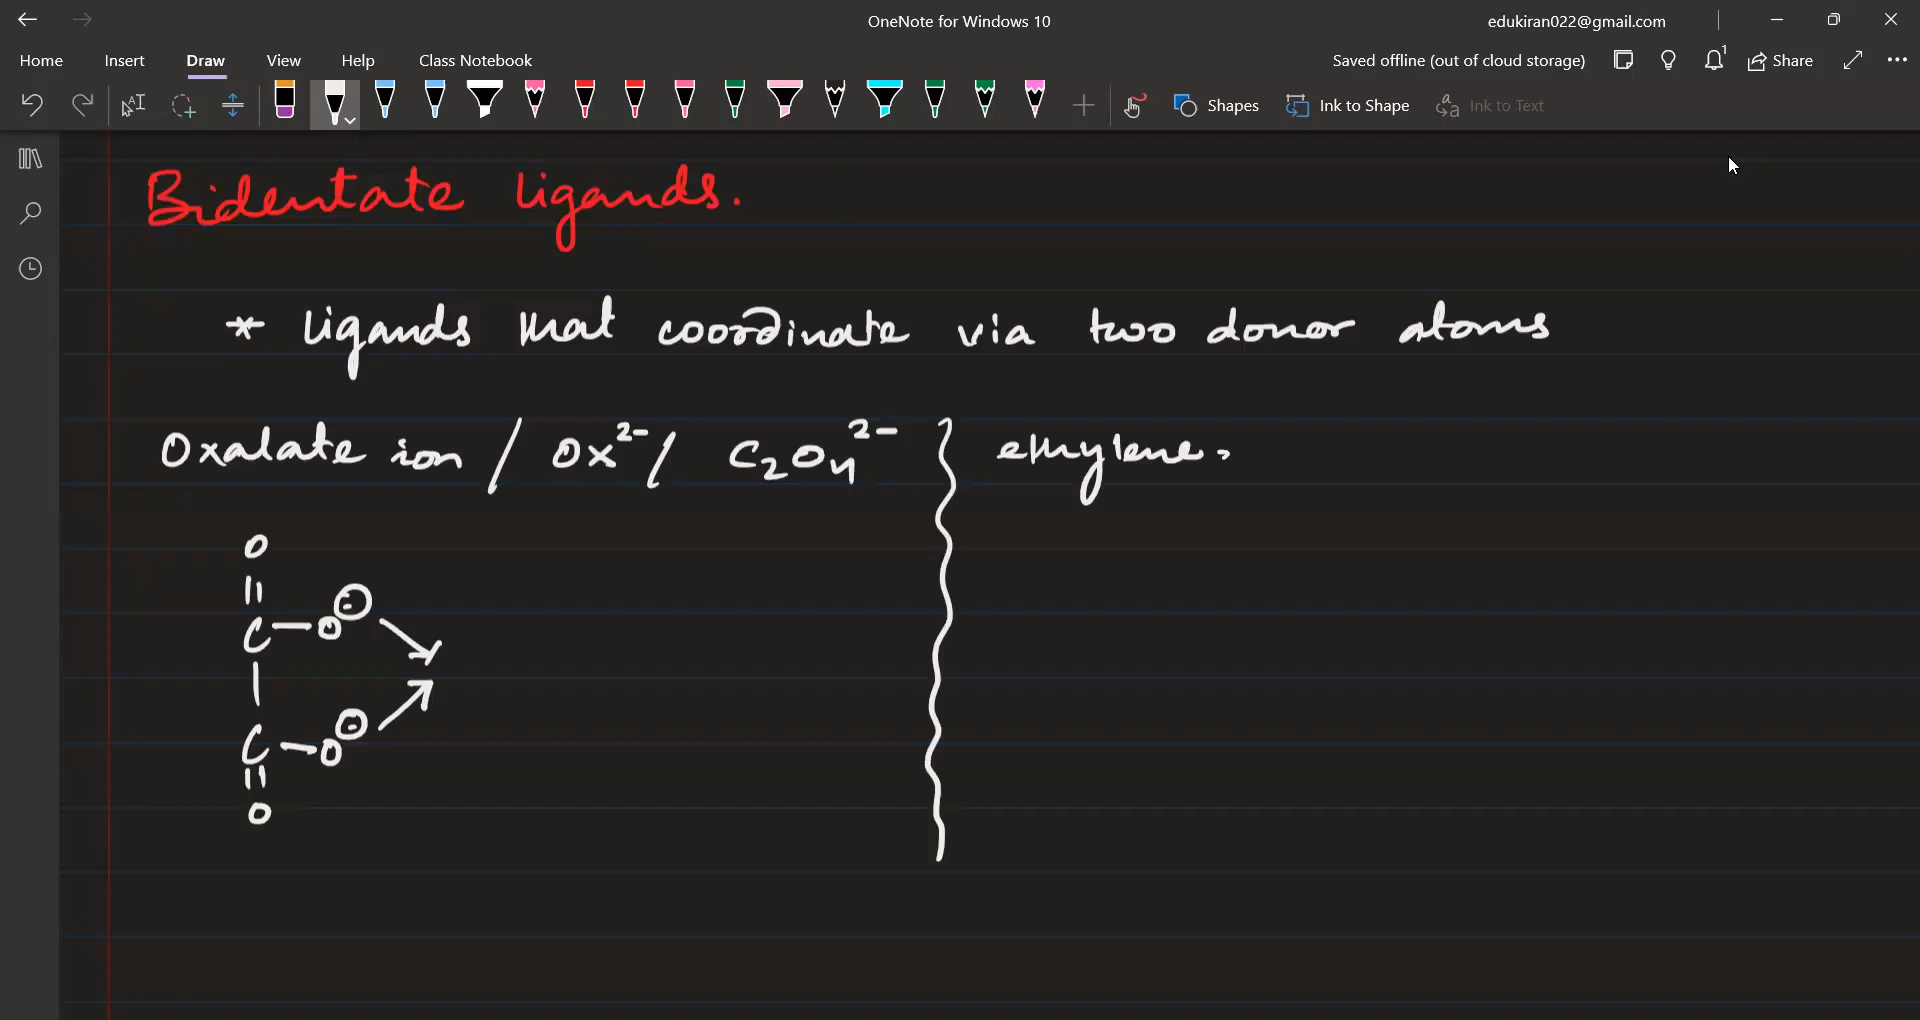 OneNote for Windows 10
edukiran022@gmail.com
Home Insert Draw View Help Class Notebook
Saved offline (out of cloud storage)
1
Share
Shapes
Ink to Shape
Ink to Text
Bidentate ligands.
* ligands that coordinate via two donor atoms
Oxalate ion / Ox²⁻ / C₂O₄²⁻
ethylene.
O
||
C—O⊖
|
C—O⊖
||
O